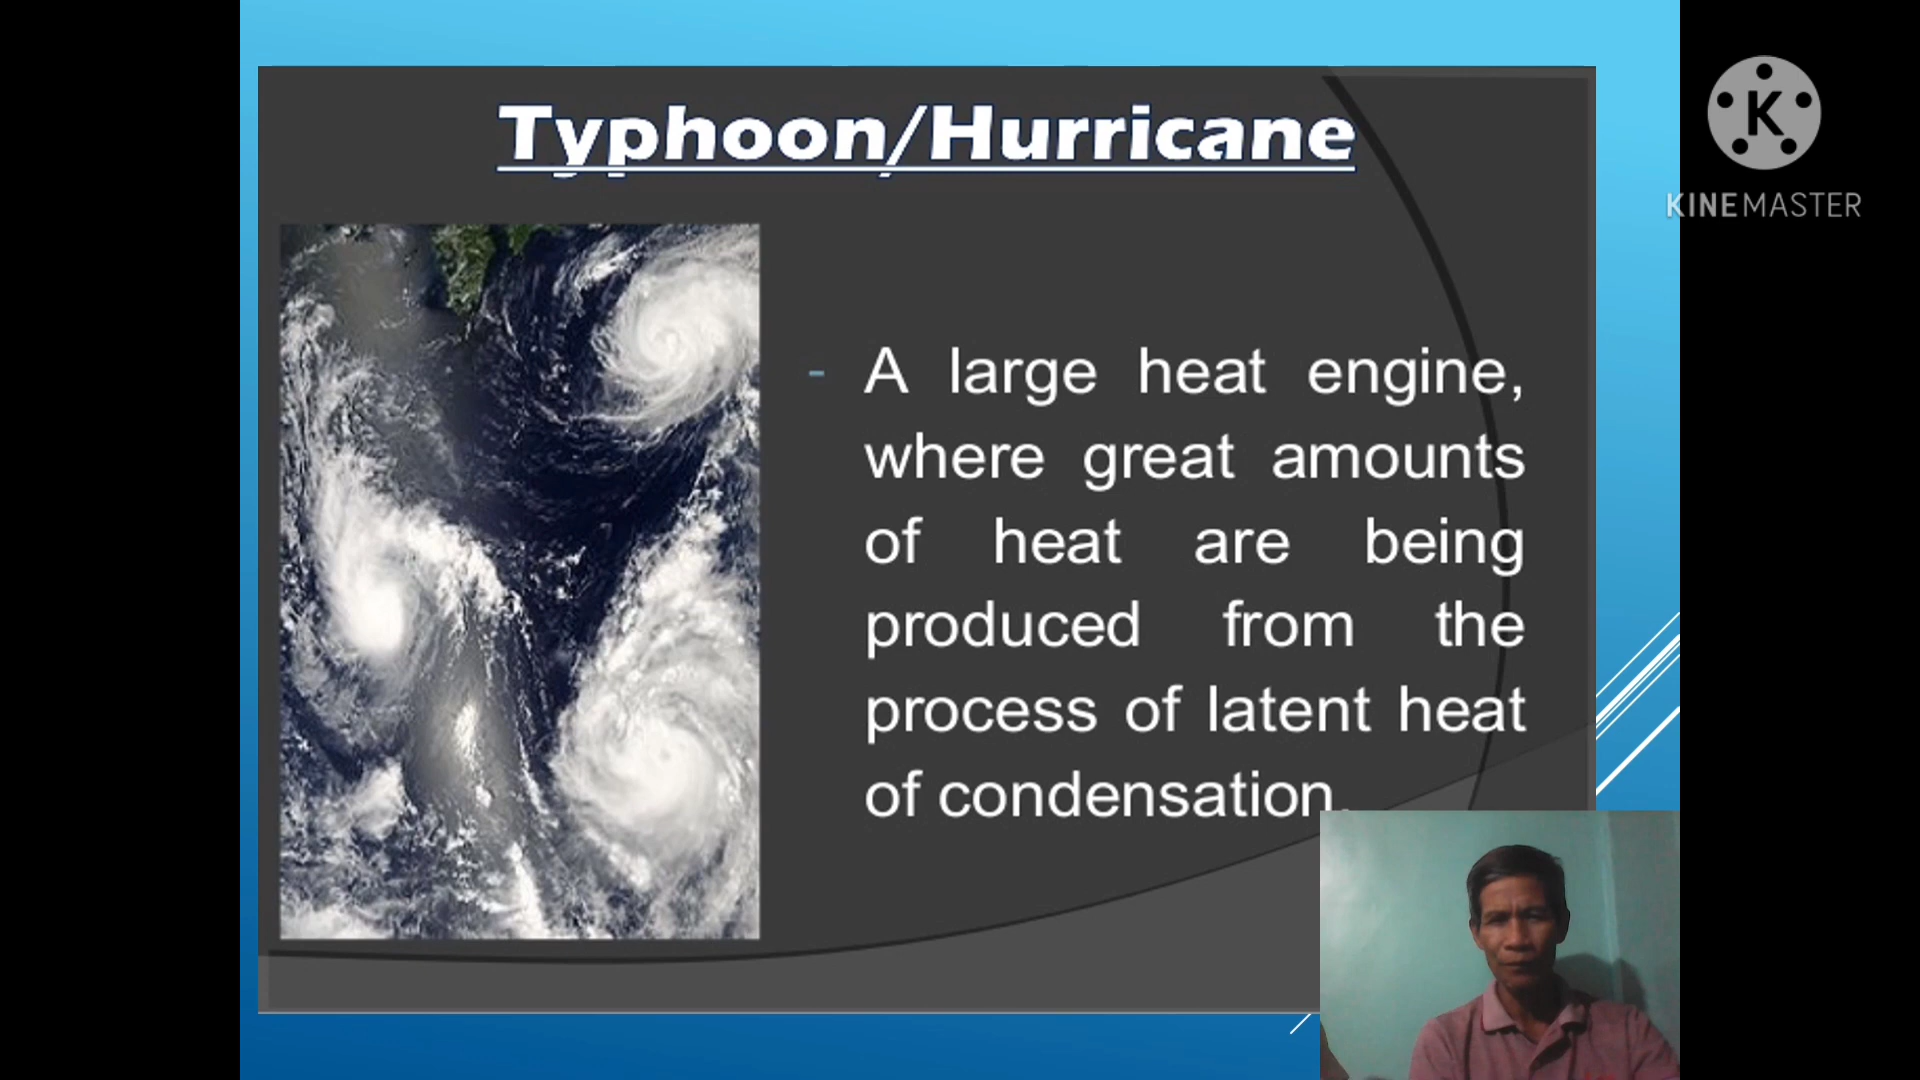 Typhoon/Hurricane
- A large heat engine,
where great amounts
of heat are being
produced from the
process of latent heat
of condensation.
K
KINEMASTER